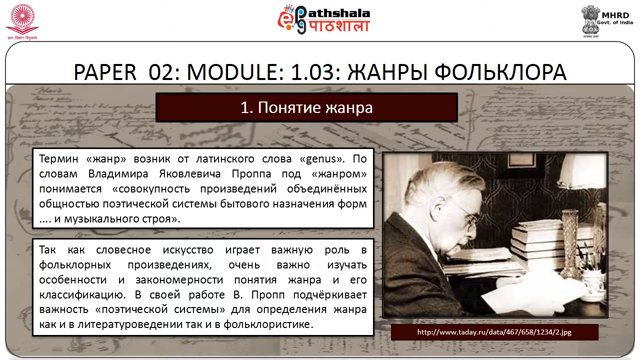 Pathshala
पाठशाला
MHRD
Govt. of India
PAPER 02: MODULE: 1.03: ЖАНРЫ ФОЛЬКЛОРА
1. Понятие жанра
Термин «жанр» возник от латинского слова «genus». По
словам Владимира Яковлевича Проппа под «жанром»
понимается «совокупность произведений объединённых
общностью поэтической системы бытового назначения форм
.... и музыкального строя».
Так как словесное искусство играет важную роль в
фольклорных произведениях, очень важно изучать
особенности и закономерности понятия жанра и его
классификацию. В своей работе В. Пропп подчёркивает
важность «поэтической системы» для определения жанра
как и в литературоведении так и в фольклористике.
http://www.taday.ru/data/467/658/1234/2.jpg